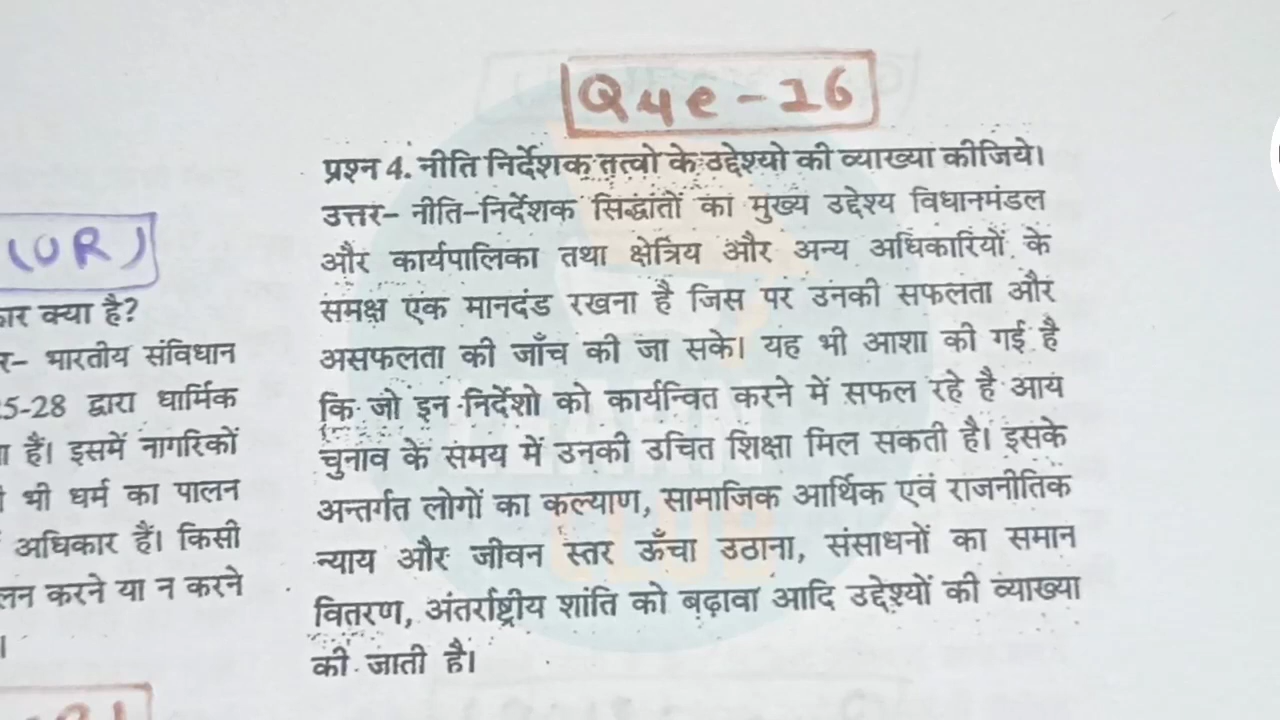 Que - 16
प्रश्न 4. नीति निर्देशक तत्वो के उद्देश्यो की व्याख्या कीजिये।
उत्तर- नीति-निर्देशक सिद्धांतों का मुख्य उद्देश्य विधानमंडल
और कार्यपालिका तथा क्षेत्रिय और अन्य अधिकारियों के
समक्ष एक मानदंड रखना है जिस पर उनकी सफलता और
असफलता की जाँच की जा सके। यह भी आशा की गई है
कि जो इन निर्देशो को कार्यन्वित करने में सफल रहे है आय
चुनाव के समय में उनकी उचित शिक्षा मिल सकती है। इसके
अन्तर्गत लोगों का कल्याण, सामाजिक आर्थिक एवं राजनीतिक
न्याय और जीवन स्तर ऊँचा उठाना, संसाधनों का समान
वितरण, अंतर्राष्ट्रीय शांति को बढ़ावा आदि उद्देश्यों की व्याख्या
की जाती है।
(OR)
क्या है?
भारतीय संविधान
5-28 द्वारा धार्मिक
हैं। इसमें नागरिकों
भी धर्म का पालन
अधिकार हैं। किसी
करने या न करने